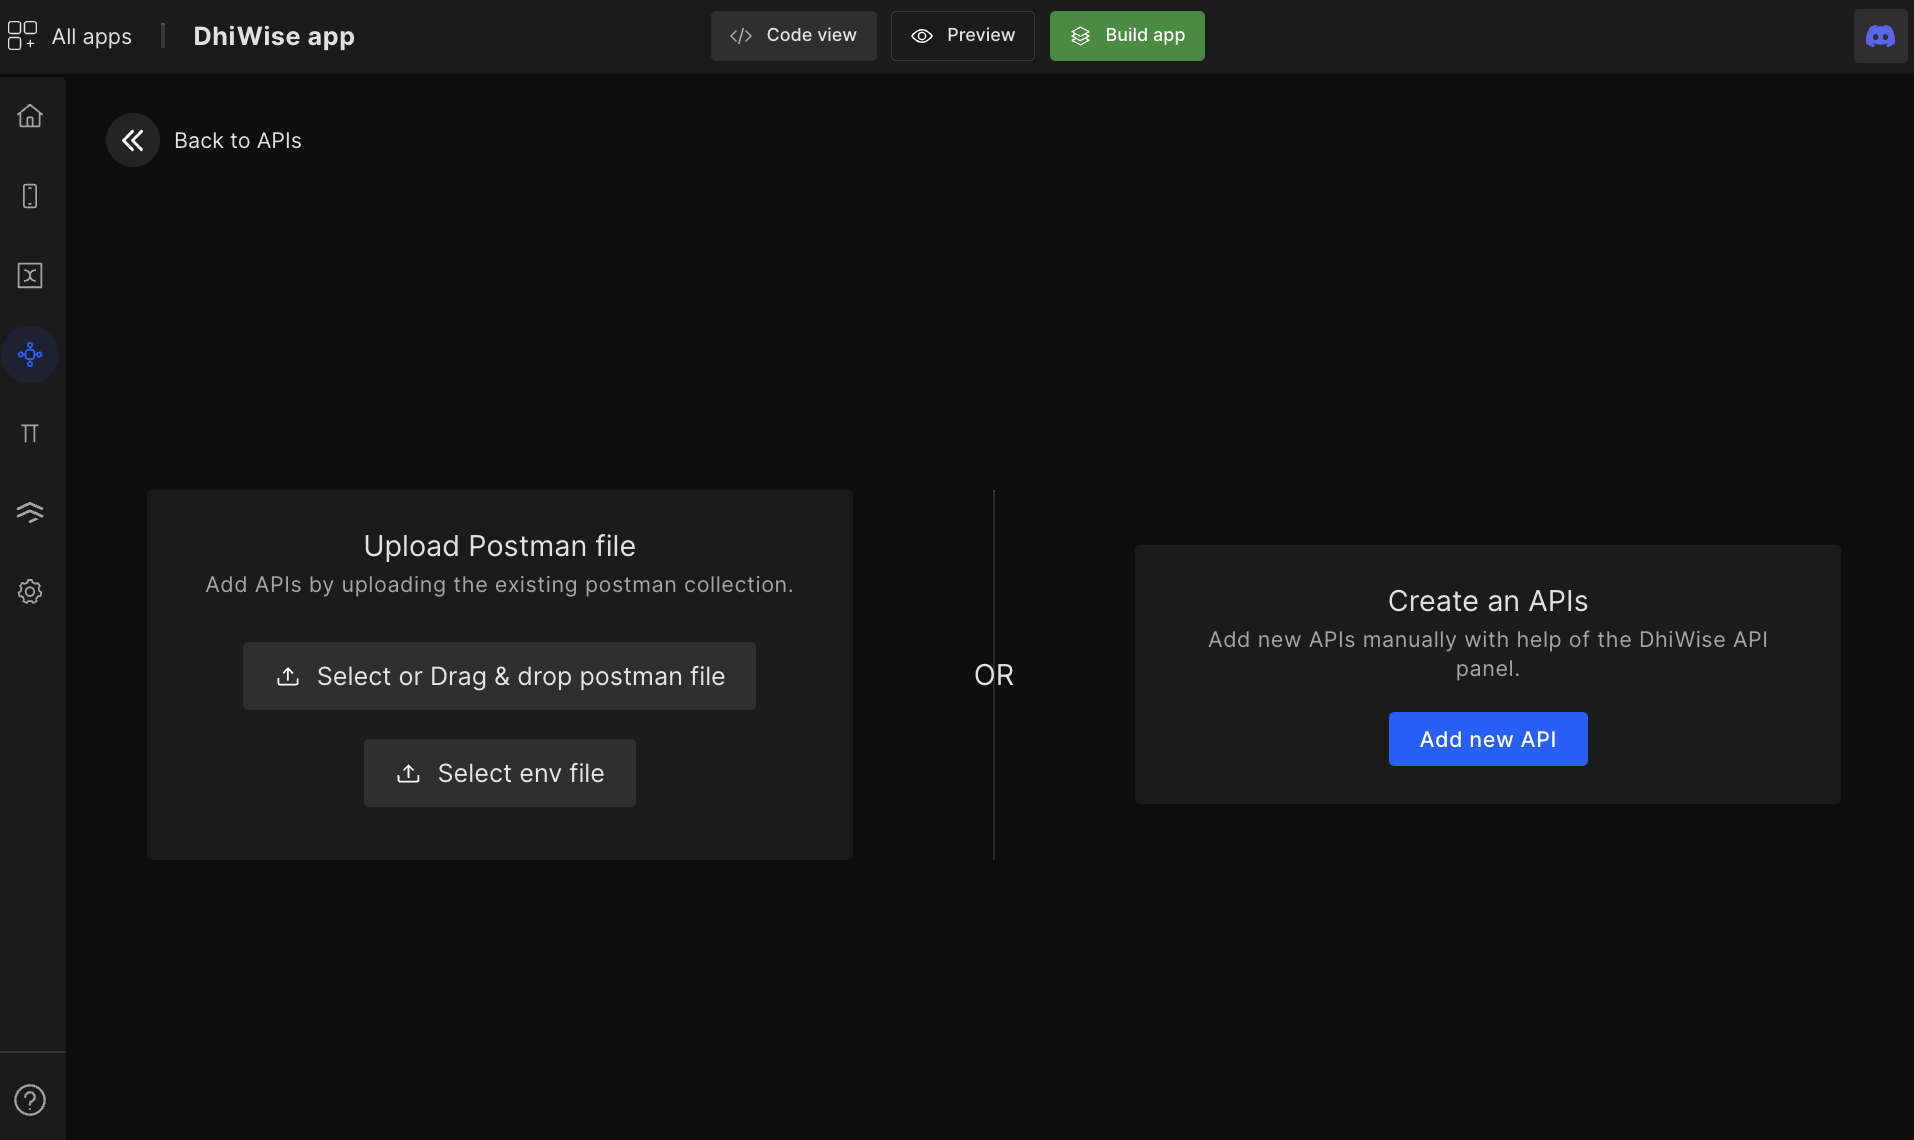 All apps
DhiWise app
Code view
Preview
Build app
Back to APIs
Upload Postman file
Add APIs by uploading the existing postman collection.
Select or Drag & drop postman file
Select env file
OR
Create an APIs
Add new APIs manually with help of the DhiWise API
panel.
Add new API